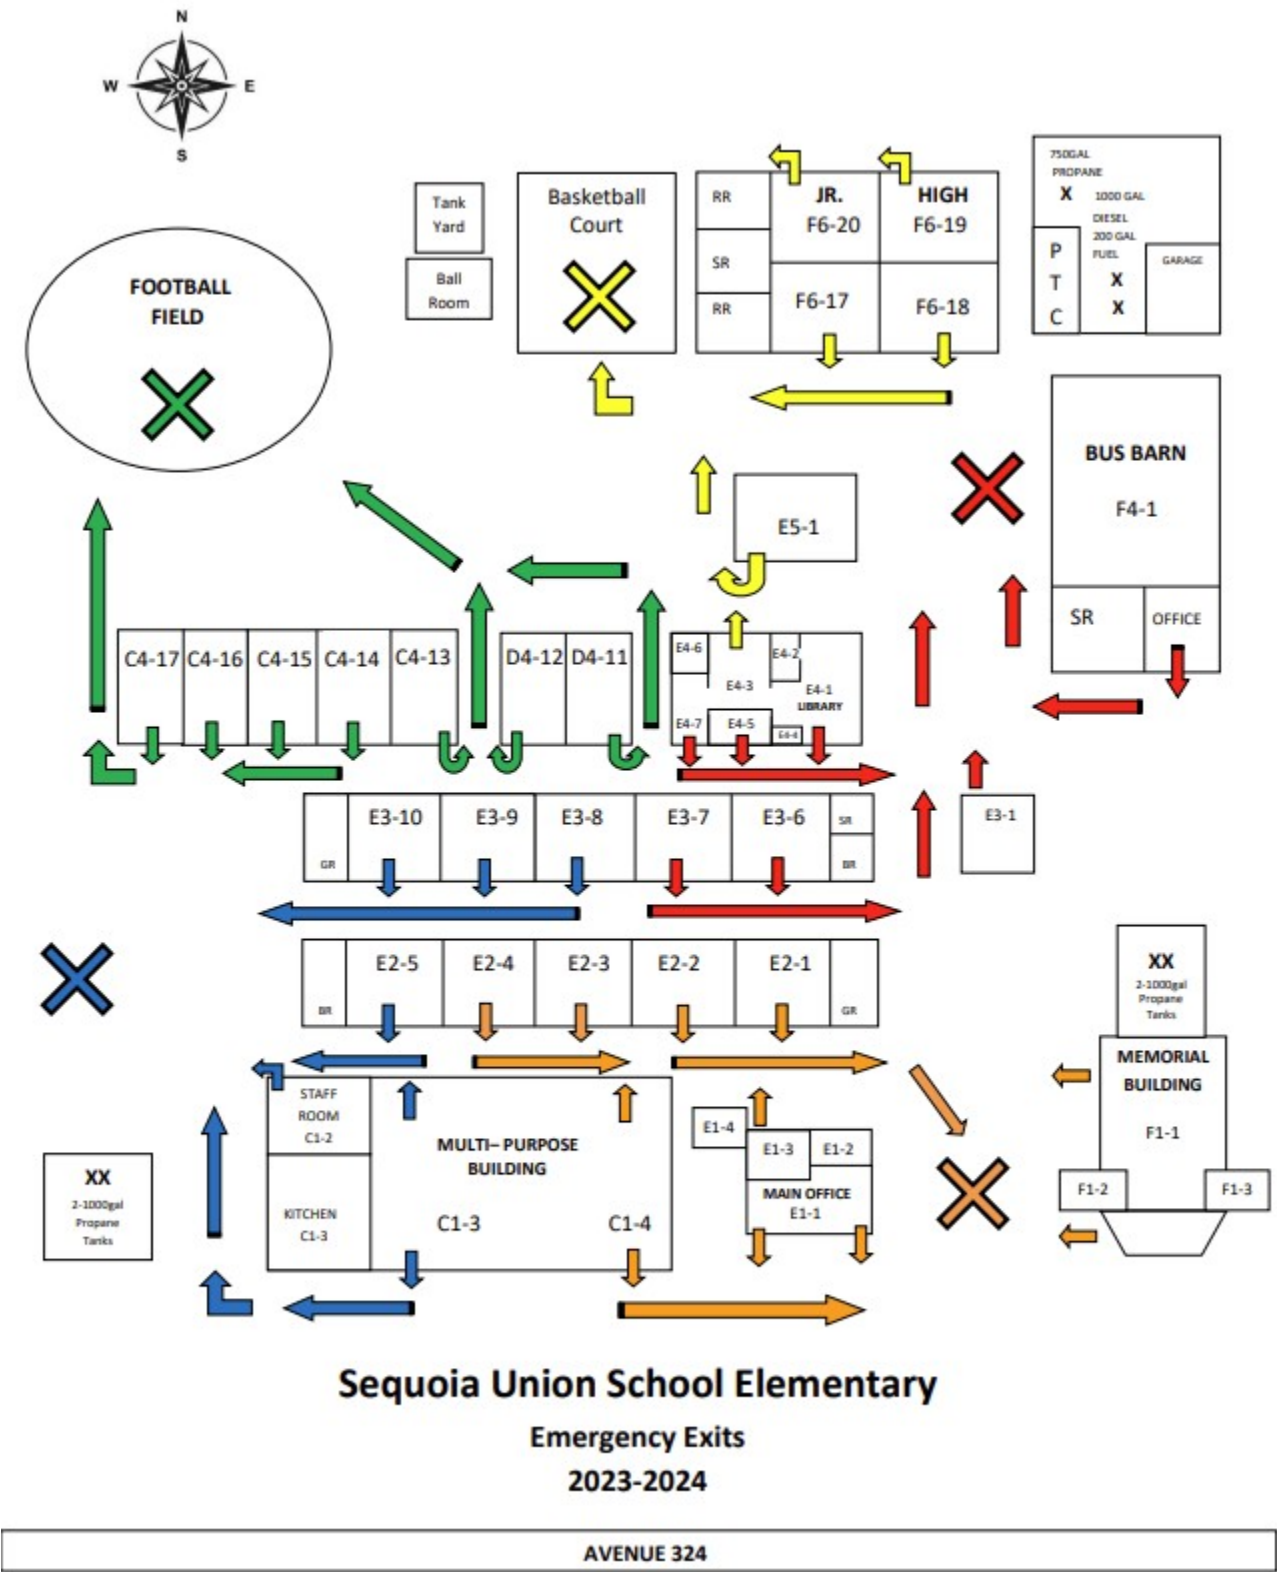 N
W E
S
750GAL
PROPANE
X 1000 GAL
DIESEL
200 GAL
FUEL
X
X
P
T
C
GARAGE
Tank
Yard
Ball
Room
Basketball
Court
RR
SR
RR
JR. HIGH
F6-20 F6-19
F6-17 F6-18
FOOTBALL
FIELD
BUS BARN
F4-1
SR OFFICE
E5-1
C4-17 C4-16 C4-15 C4-14 C4-13
D4-12 D4-11
E4-6
E4-2
E4-3
E4-1
LIBRARY
E4-7
E4-5
E4-4
E3-10 E3-9 E3-8 E3-7 E3-6
SR
GR
BR
E3-1
E2-5 E2-4 E2-3 E2-2 E2-1
BR
GR
XX
2-1000gal
Propane
Tanks
MEMORIAL
BUILDING
F1-1
F1-2
F1-3
STAFF
ROOM
C1-2
KITCHEN
C1-3
MULTI– PURPOSE
BUILDING
C1-3 C1-4
E1-4
E1-3
E1-2
MAIN OFFICE
E1-1
XX
2-1000gal
Propane
Tanks
Sequoia Union School Elementary
Emergency Exits
2023-2024
AVENUE 324